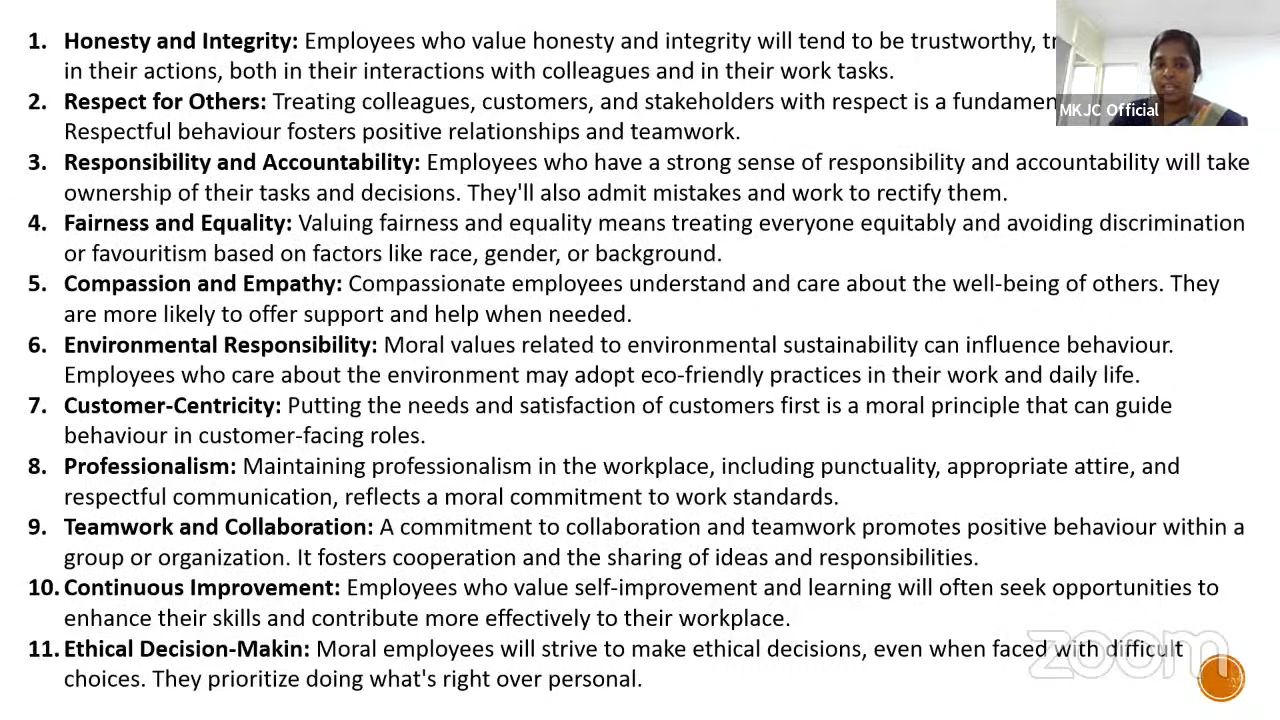 1. Honesty and Integrity: Employees who value honesty and integrity will tend to be trustworthy,
in their actions, both in their interactions with colleagues and in their work tasks.
2. Respect for Others: Treating colleagues, customers, and stakeholders with respect is a
Respectful behaviour fosters positive relationships and teamwork.
3. Responsibility and Accountability: Employees who have a strong sense of responsibility and accountability will take
ownership of their tasks and decisions. They'll also admit mistakes and work to rectify them.
4. Fairness and Equality: Valuing fairness and equality means treating everyone equitably and avoiding discrimination
or favouritism based on factors like race, gender, or background.
5. Compassion and Empathy: Compassionate employees understand and care about the well-being of others. They
are more likely to offer support and help when needed.
6. Environmental Responsibility: Moral values related to environmental sustainability can influence behaviour.
Employees who care about the environment may adopt eco-friendly practices in their work and daily life.
7. Customer-Centricity: Putting the needs and satisfaction of customers first is a moral principle that can guide
behaviour in customer-facing roles.
8. Professionalism: Maintaining professionalism in the workplace, including punctuality, appropriate attire, and
respectful communication, reflects a moral commitment to work standards.
9. Teamwork and Collaboration: A commitment to collaboration and teamwork promotes positive behaviour within a
group or organization. It fosters cooperation and the sharing of ideas and responsibilities.
10. Continuous Improvement: Employees who value self-improvement and learning will often seek opportunities to
enhance their skills and contribute more effectively to their workplace.
11. Ethical Decision-Makin: Moral employees will strive to make ethical decisions, even when faced with difficult
choices. They prioritize doing what's right over personal.
MKJC Official
zoom